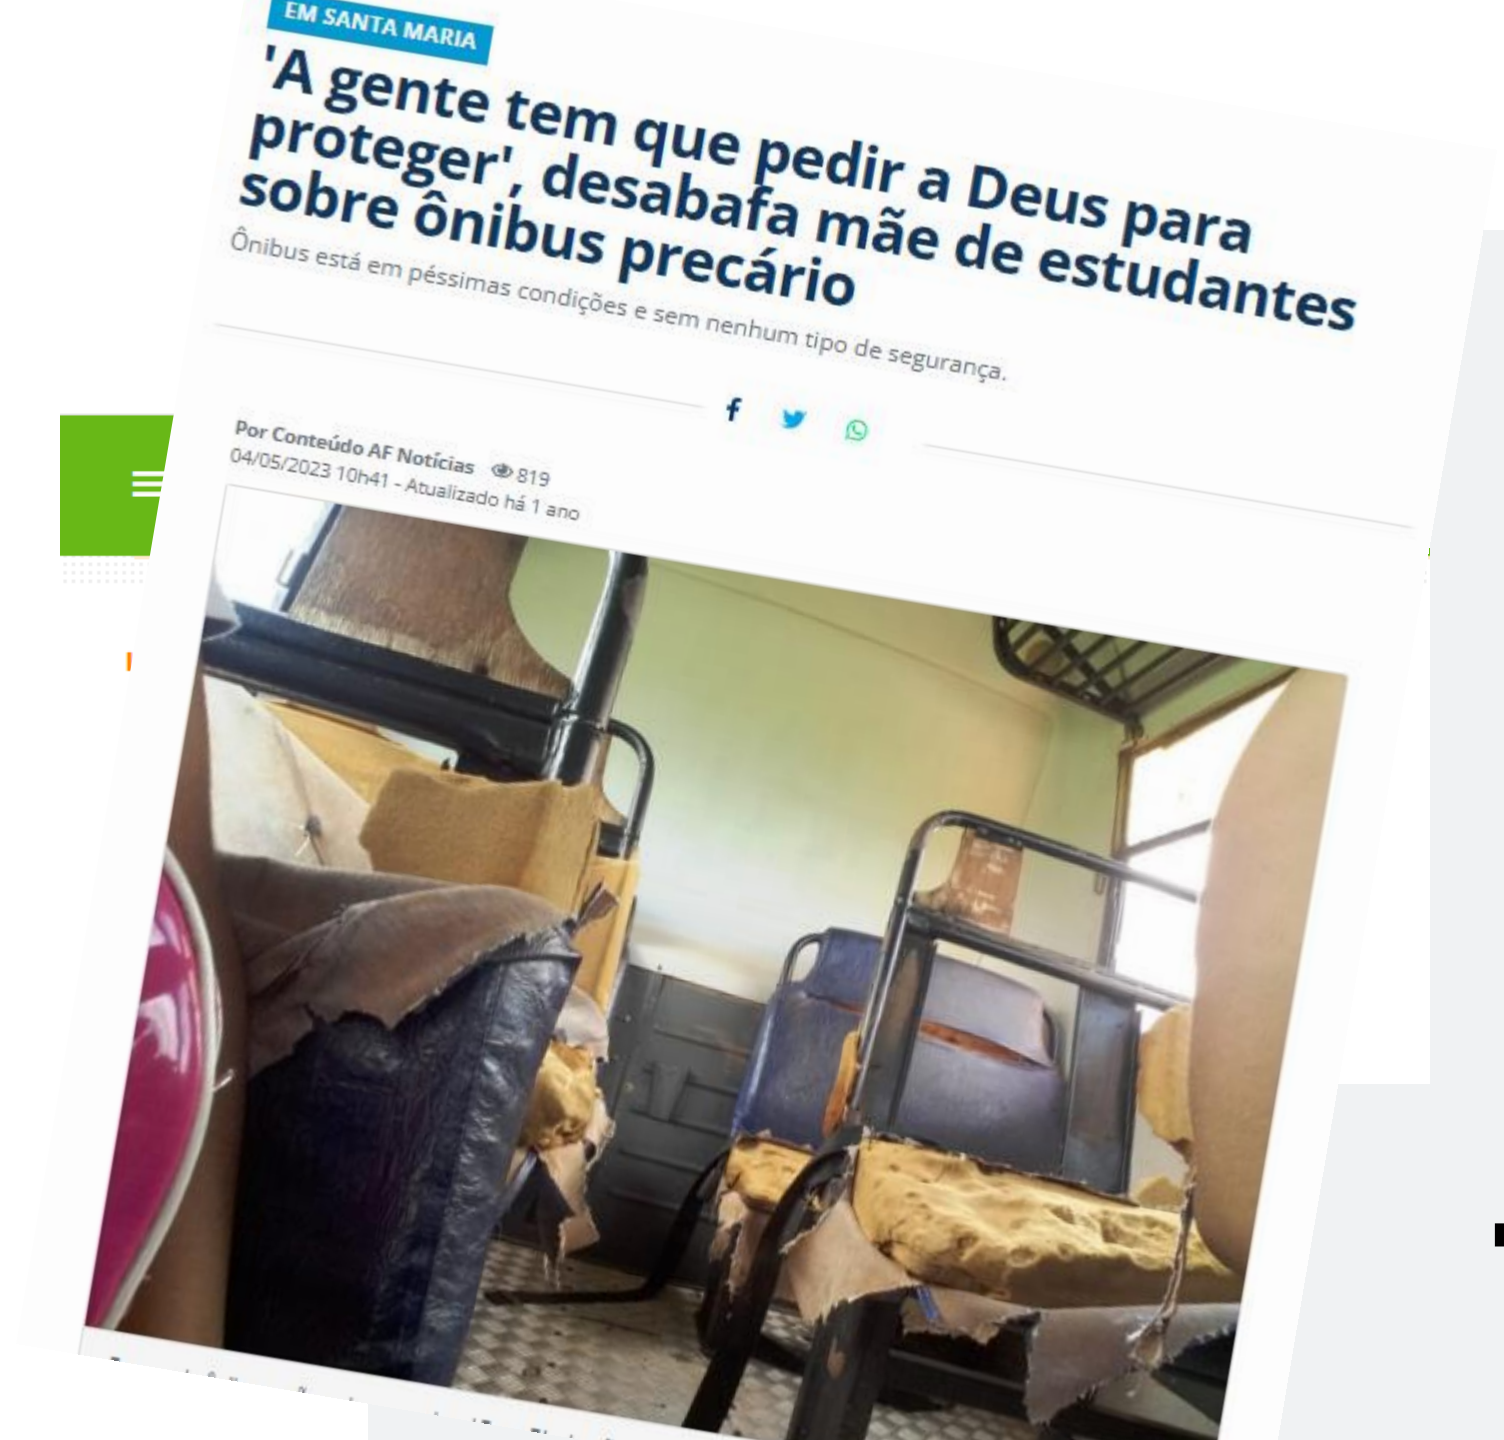 EM SANTA MARIA
'A gente tem que pedir a Deus para
proteger', desabafa mãe de estudantes
sobre ônibus precário
Ônibus está em péssimas condições e sem nenhum tipo de segurança.
Por Conteúdo AF Notícias 819
04/05/2023 10h41 - Atualizado há 1 ano